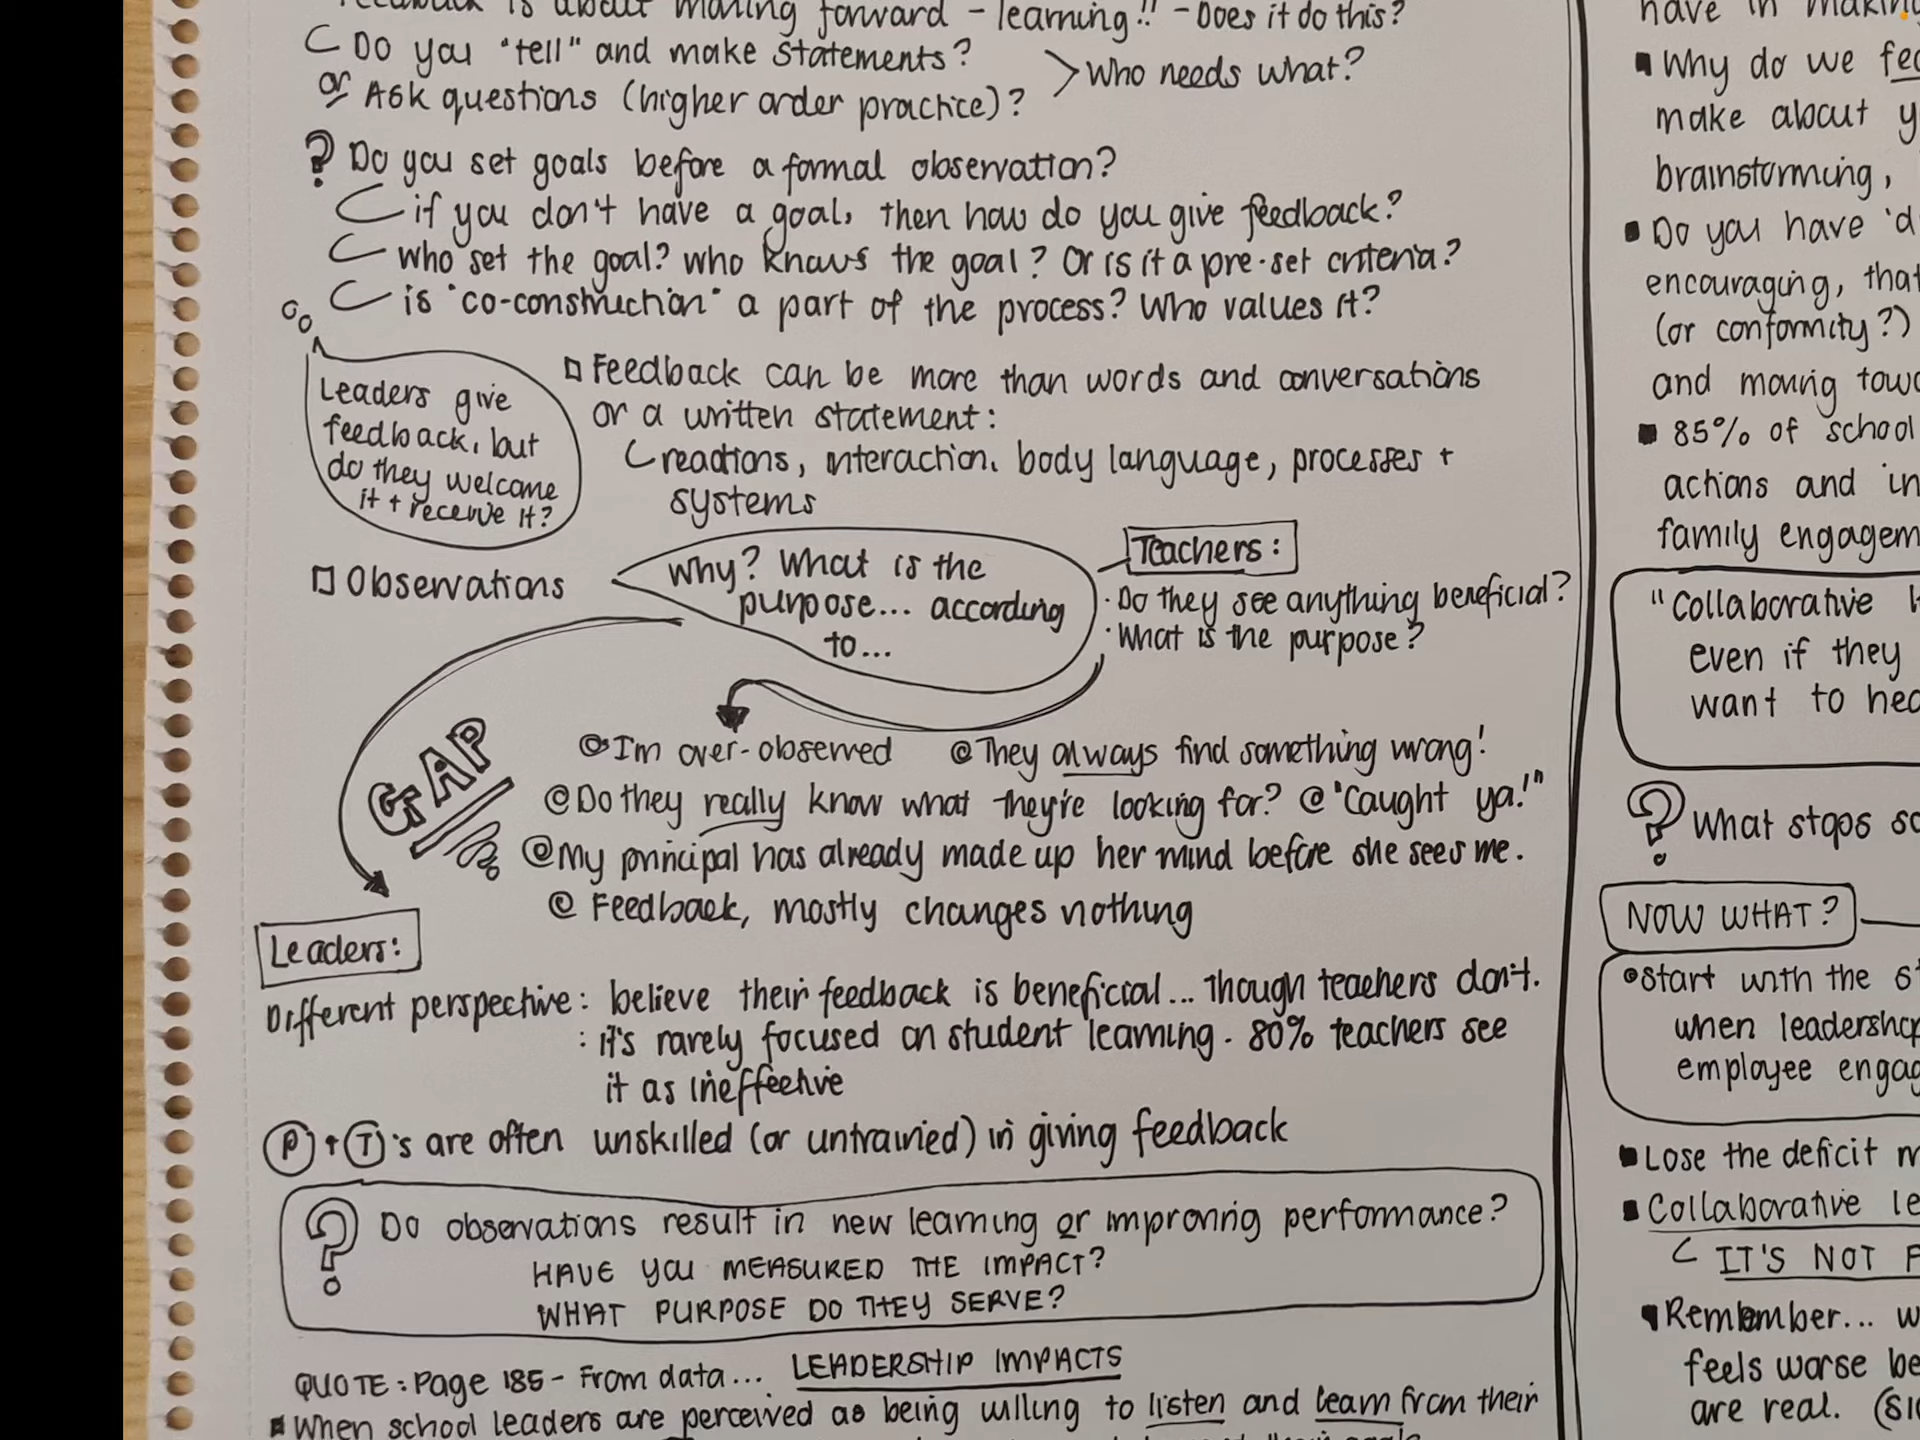 Feedback is about moving forward - learning!! - Does it do this?
Do you "tell" and make statements?
or Ask questions (higher order practice)?
Who needs what?
? Do you set goals before a formal observation?
if you don't have a goal, then how do you give feedback?
who set the goal? who knows the goal? Or is it a pre-set criteria?
is "co-construction" a part of the process? Who values it?
Leaders give
feedback, but
do they welcome
it + receive it?
Feedback can be more than words and conversations
or a written statement:
reactions, interaction, body language, processes +
systems
Observations
Why? What is the
purpose... according
to...
Teachers:
· Do they see anything beneficial?
· What is the purpose?
GAP
@ I'm over-observed @ They always find something wrong!
@ Do they really know what they're looking for? @ "Caught ya!"
@ My principal has already made up her mind before she sees me.
@ Feedback, mostly changes nothing
Leaders:
Different perspective: believe their feedback is beneficial... Though teachers don't.
: it's rarely focused on student learning. 80% teachers see
it as ineffective
P + T's are often unskilled (or untrained) in giving feedback
? Do observations result in new learning or improving performance?
HAVE YOU MEASURED THE IMPACT?
WHAT PURPOSE DO THEY SERVE?
QUOTE: Page 185 - From data... LEADERSHIP IMPACTS
When school leaders are perceived as being willing to listen and learn from their
have in making
Why do we
make about
brainstorming,
Do you have
encouraging, that
(or conformity?)
and moving
85% of school
actions and
family
"Collaborative
even if they
want to
? What stops
NOW WHAT?
Start with the
when
employee
Lose the deficit
Collaborative
IT'S NOT
Remember...
feels worse
are real.